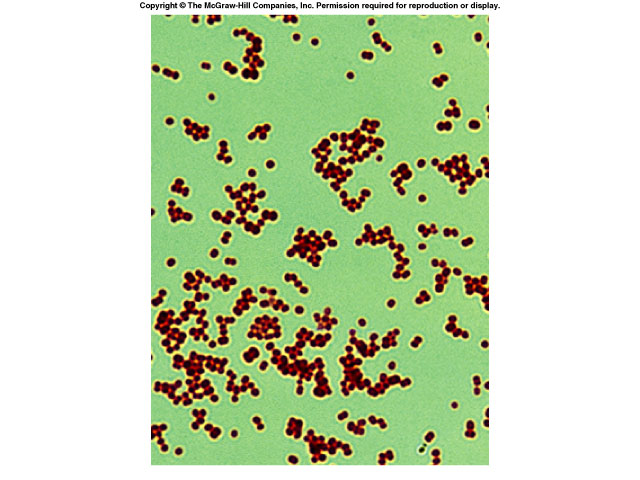 Copyright © The McGraw-Hill Companies, Inc. Permission required for reproduction or display.